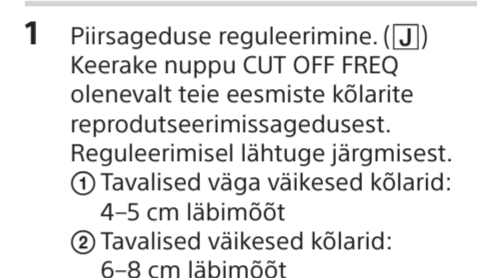 1 Piirsageduse reguleerimine. (J)
Keerake nuppu CUT OFF FREQ
olenevalt teie eesmiste kõlarite
reprodutseerimissagedusest.
Reguleerimisel lähtuge järgmisest.
① Tavalised väga väikesed kõlarid:
4–5 cm läbimõõt
② Tavalised väikesed kõlarid:
6–8 cm läbimõõt